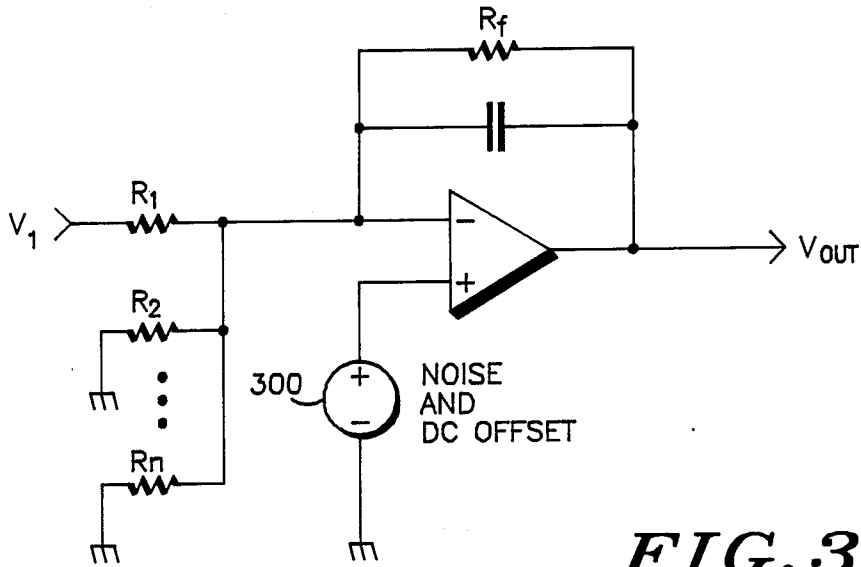 Rf
R1
V1
VOUT
−
+
R2
300
+
−
NOISE
AND
DC OFFSET
Rn
FIG.3